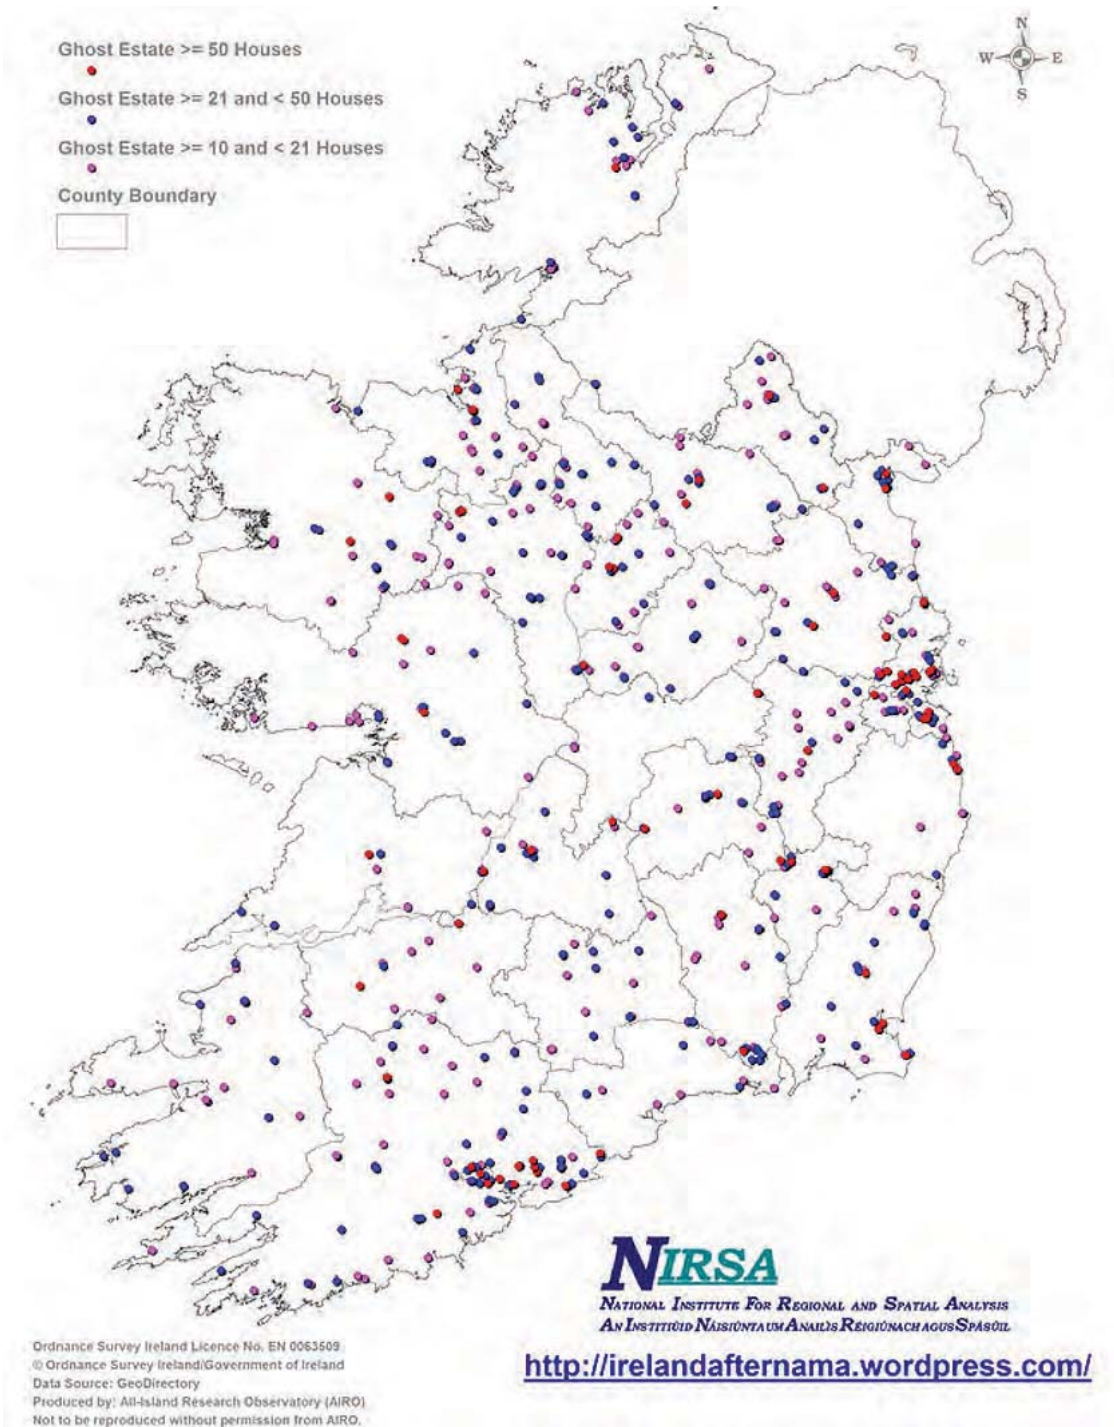 Ghost Estate >= 50 Houses
Ghost Estate >= 21 and < 50 Houses
Ghost Estate >= 10 and < 21 Houses
County Boundary
N
W E
S
NIRSA
NATIONAL INSTITUTE FOR REGIONAL AND SPATIAL ANALYSIS
AN INSTITIÚID NÁISIÚNTA UM ANAILÍS RÉIGIÚNACH AGUS SPÁSÚIL
http://irelandafternama.wordpress.com/
Ordnance Survey Ireland Licence No. EN 0063509
© Ordnance Survey Ireland/Government of Ireland
Data Source: GeoDirectory
Produced by: All-Island Research Observatory (AIRO)
Not to be reproduced without permission from AIRO.